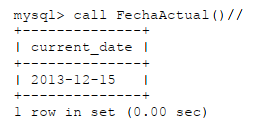 mysql> call FechaActual()//
+--------------+
| current_date |
+--------------+
| 2013-12-15   |
+--------------+
1 row in set (0.00 sec)